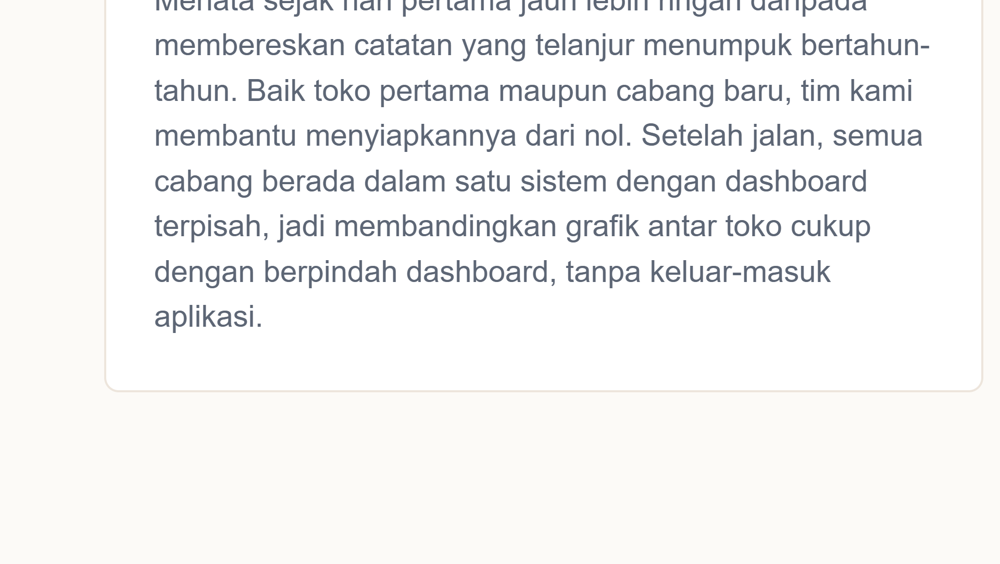 Menata sejak hari pertama jauh lebih ringan daripada
membereskan catatan yang telanjur menumpuk bertahun-
tahun. Baik toko pertama maupun cabang baru, tim kami
membantu menyiapkannya dari nol. Setelah jalan, semua
cabang berada dalam satu sistem dengan dashboard
terpisah, jadi membandingkan grafik antar toko cukup
dengan berpindah dashboard, tanpa keluar-masuk
aplikasi.